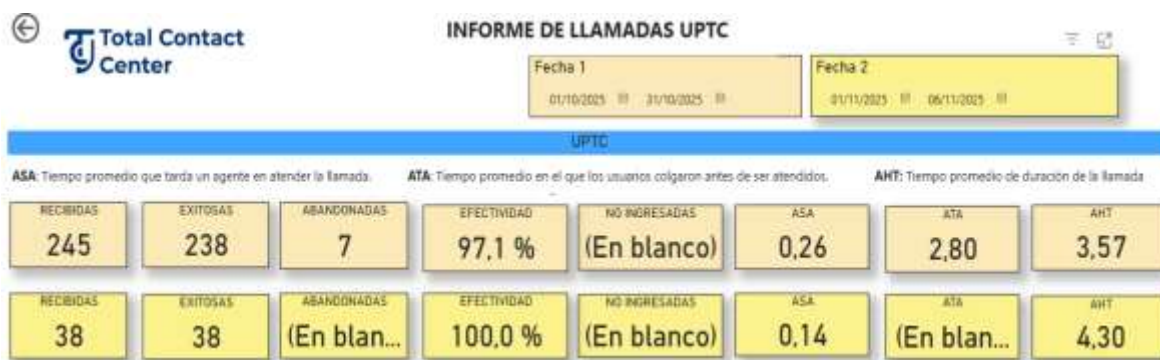 INFORME DE LLAMADAS UPTC
Total Contact
Center
Fecha 1
01/10/2025 31/10/2025
Fecha 2
01/11/2025 06/11/2025
UPTC
ASA: Tiempo promedio que tarda un agente en atender la llamada.
ATA: Tiempo promedio en el que los usuarios colgaron antes de ser atendidos.
AHT: Tiempo promedio de duración de la llamada
RECIBIDAS EXITOSAS ABANDONADAS EFECTIVIDAD NO INGRESADAS ASA ATA AHT
245 238 7 97,1 % (En blanco) 0,26 2,80 3,57
RECIBIDAS EXITOSAS ABANDONADAS EFECTIVIDAD NO INGRESADAS ASA ATA AHT
38 38 (En blan... 100,0 % (En blanco) 0,14 (En blan... 4,30